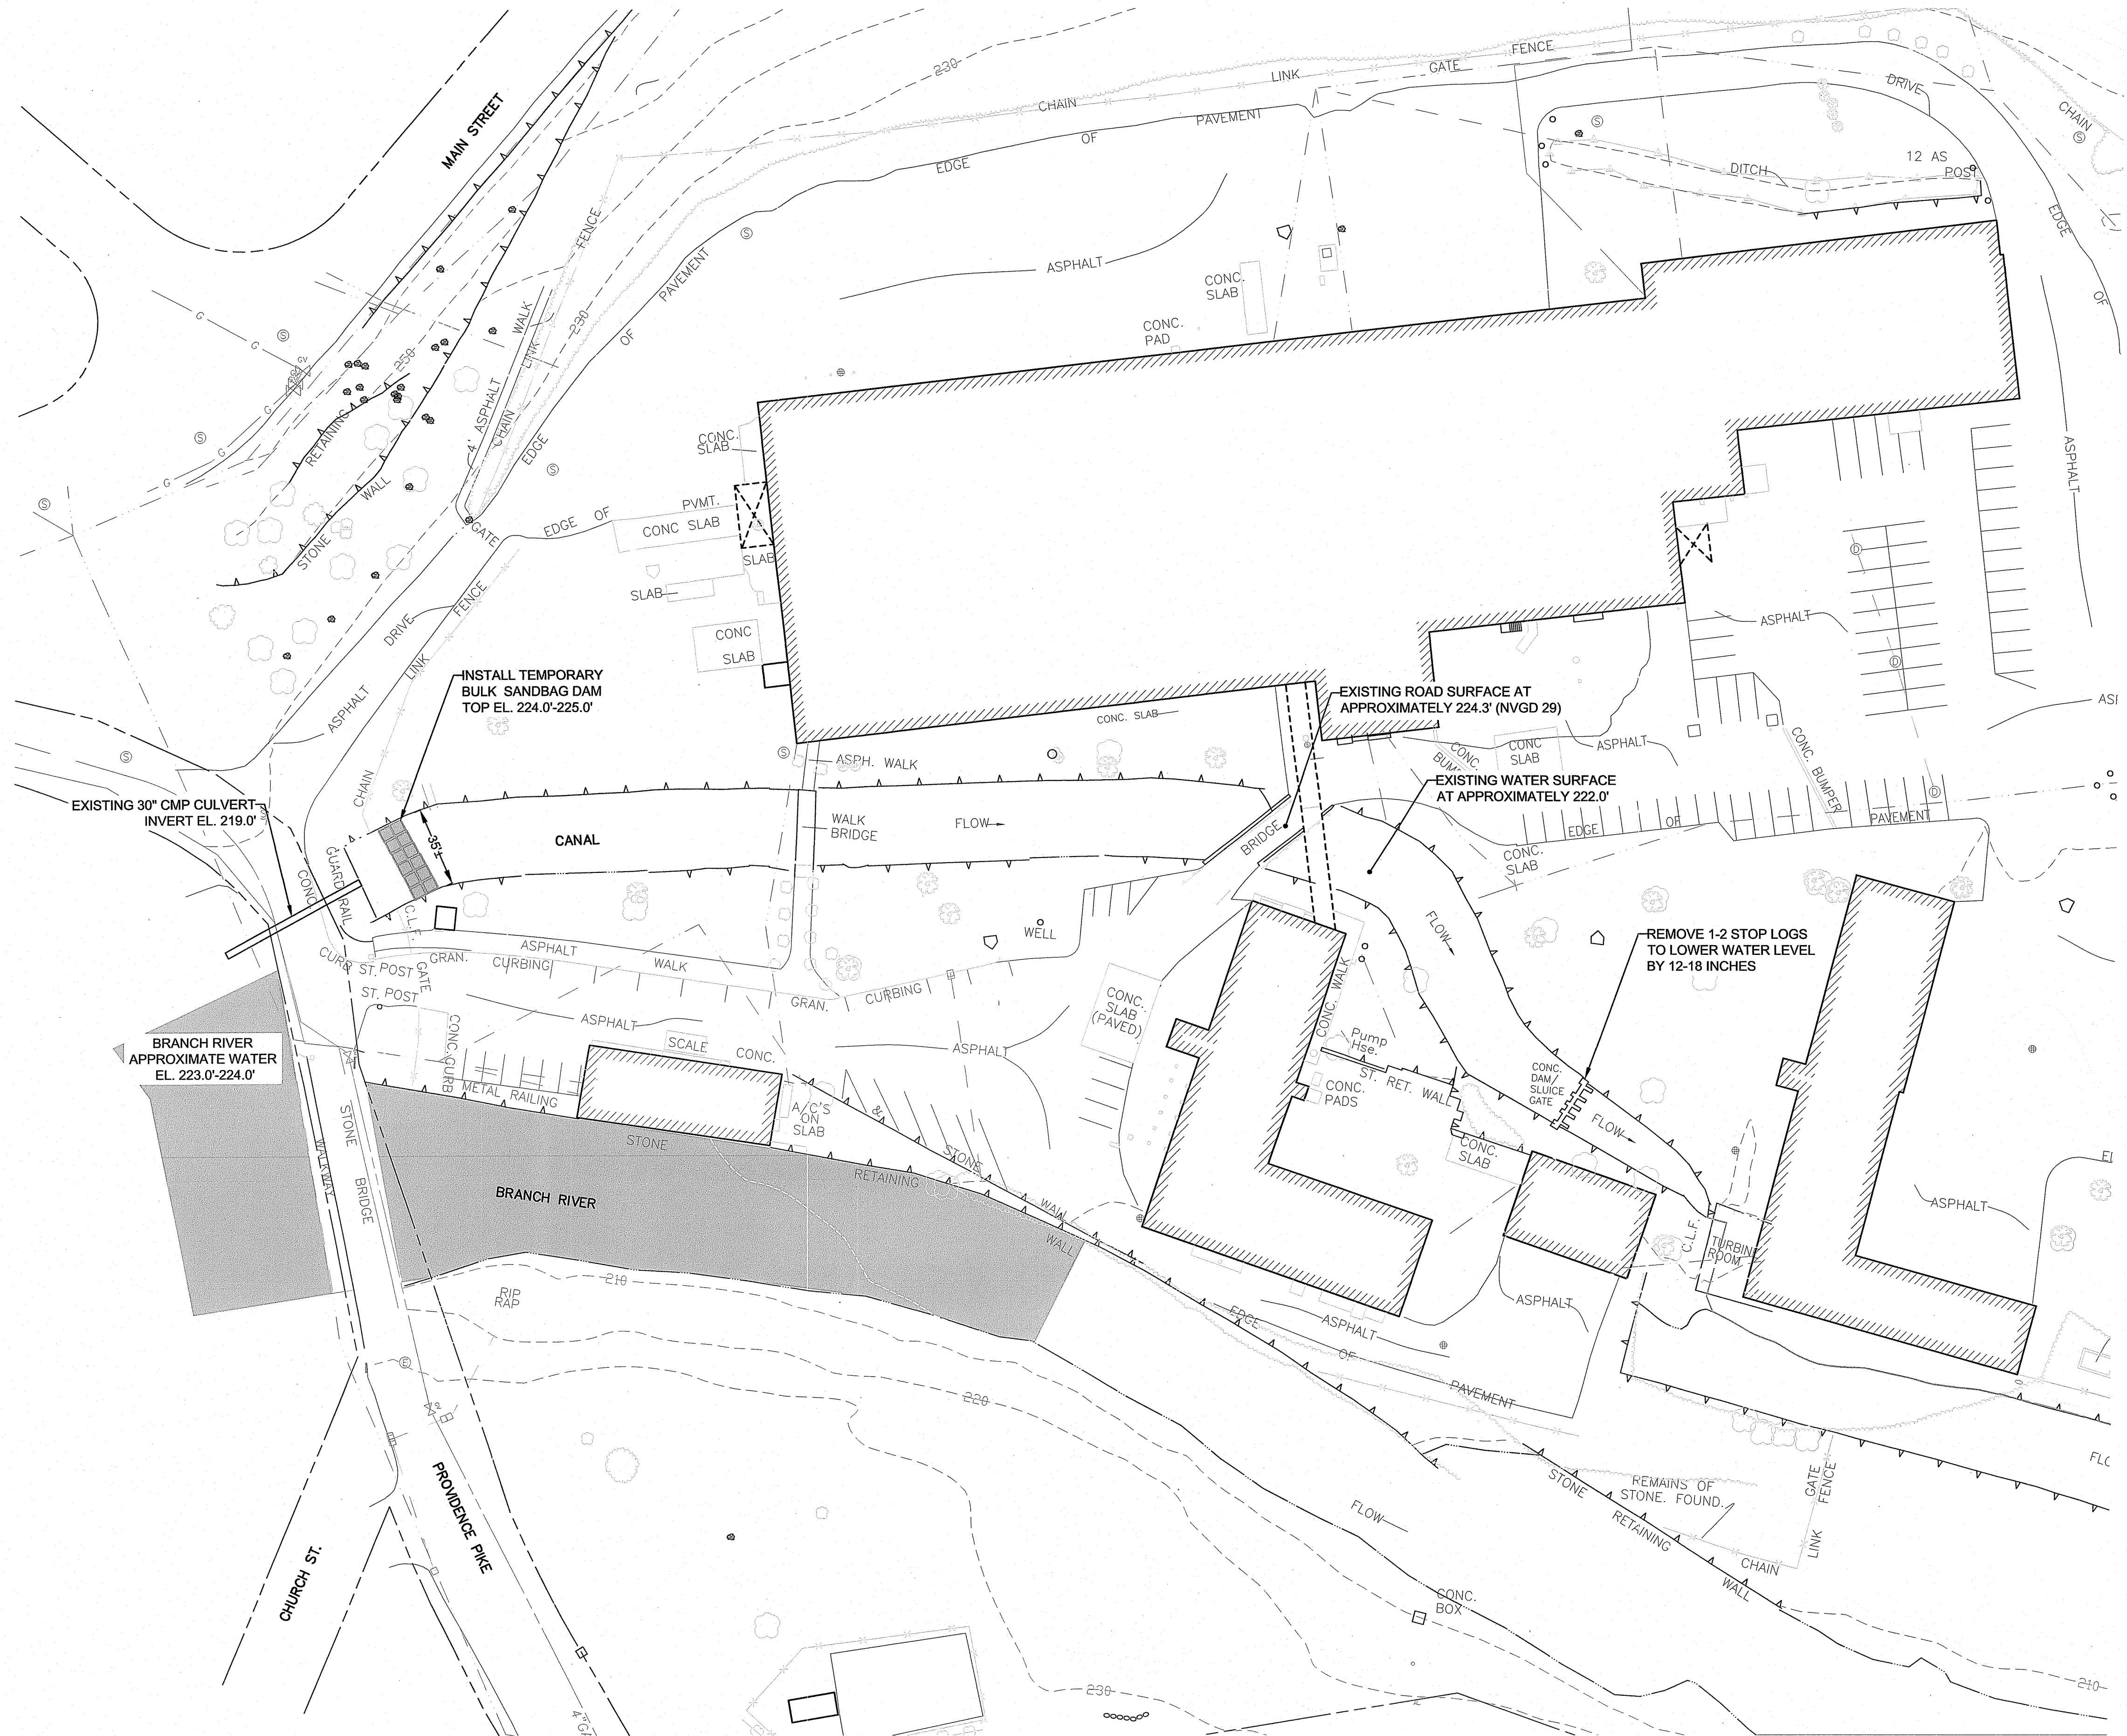 MAIN STREET
230
CHAIN
LINK
GATE
FENCE
DRIVE
CHAIN
EDGE
OF
PAVEMENT
DITCH
12 AS
POST
EDGE
OF
ASPHALT
ASPHALT
FENCE
WALK
LINK
230
4' ASPHALT
CHAIN
EDGE
OF
PAVEMENT
250
RETAINING
STONE
WALL
G
G
G
G
G
CONC.
SLAB
CONC.
PAD
CONC.
SLAB
PVMT.
CONC SLAB
SLAB
SLAB
CONC
SLAB
GATE
EDGE OF
DRIVE
FENCE
LINK
ASPHALT
CHAIN
INSTALL TEMPORARY
BULK SANDBAG DAM
TOP EL. 224.0'-225.0'
EXISTING 30" CMP CULVERT
INVERT EL. 219.0'
35'±
CANAL
WALK
BRIDGE
FLOW
ASPH. WALK
CONC. SLAB
EXISTING ROAD SURFACE AT
APPROXIMATELY 224.3' (NVGD 29)
EXISTING WATER SURFACE
AT APPROXIMATELY 222.0'
BRIDGE
CONC.
CONC
SLAB
ASPHALT
ASPHALT
CONC. BUMPER
EDGE
OF
PAVEMENT
CONC.
SLAB
CONC.
GUARD RAIL
C.L.F.
GATE
CURB
ST. POST
ST. POST
GRAN.
CURBING
ASPHALT
WALK
GRAN.
CURBING
WELL
ASPHALT
SCALE
CONC.
ASPHALT
CONC.
SLAB
(PAVED)
CONC. WALK
Pump
Hse.
ST. RET. WALL
CONC.
PADS
CONC.
SLAB
FLOW
REMOVE 1-2 STOP LOGS
TO LOWER WATER LEVEL
BY 12-18 INCHES
CONC.
DAM/
SLUICE
GATE
FLOW
BRANCH RIVER
APPROXIMATE WATER
EL. 223.0'-224.0'
CONC. CURB
METAL RAILING
A/C'S
ON
SLAB
&
STONE
WALKWAY
STONE
BRIDGE
BRANCH RIVER
STONE
RETAINING
WALL
WALL
C.L.F.
TURBINE
ROOM
ASPHALT
210
RIP
RAP
220
EDGE
OF
PAVEMENT
ASPHALT
ASPHALT
PROVIDENCE PIKE
CHURCH ST.
FLOW
STONE
RETAINING
WALL
REMAINS OF
STONE. FOUND.
GATE
FENCE
LINK
CHAIN
CONC.
BOX
230
210